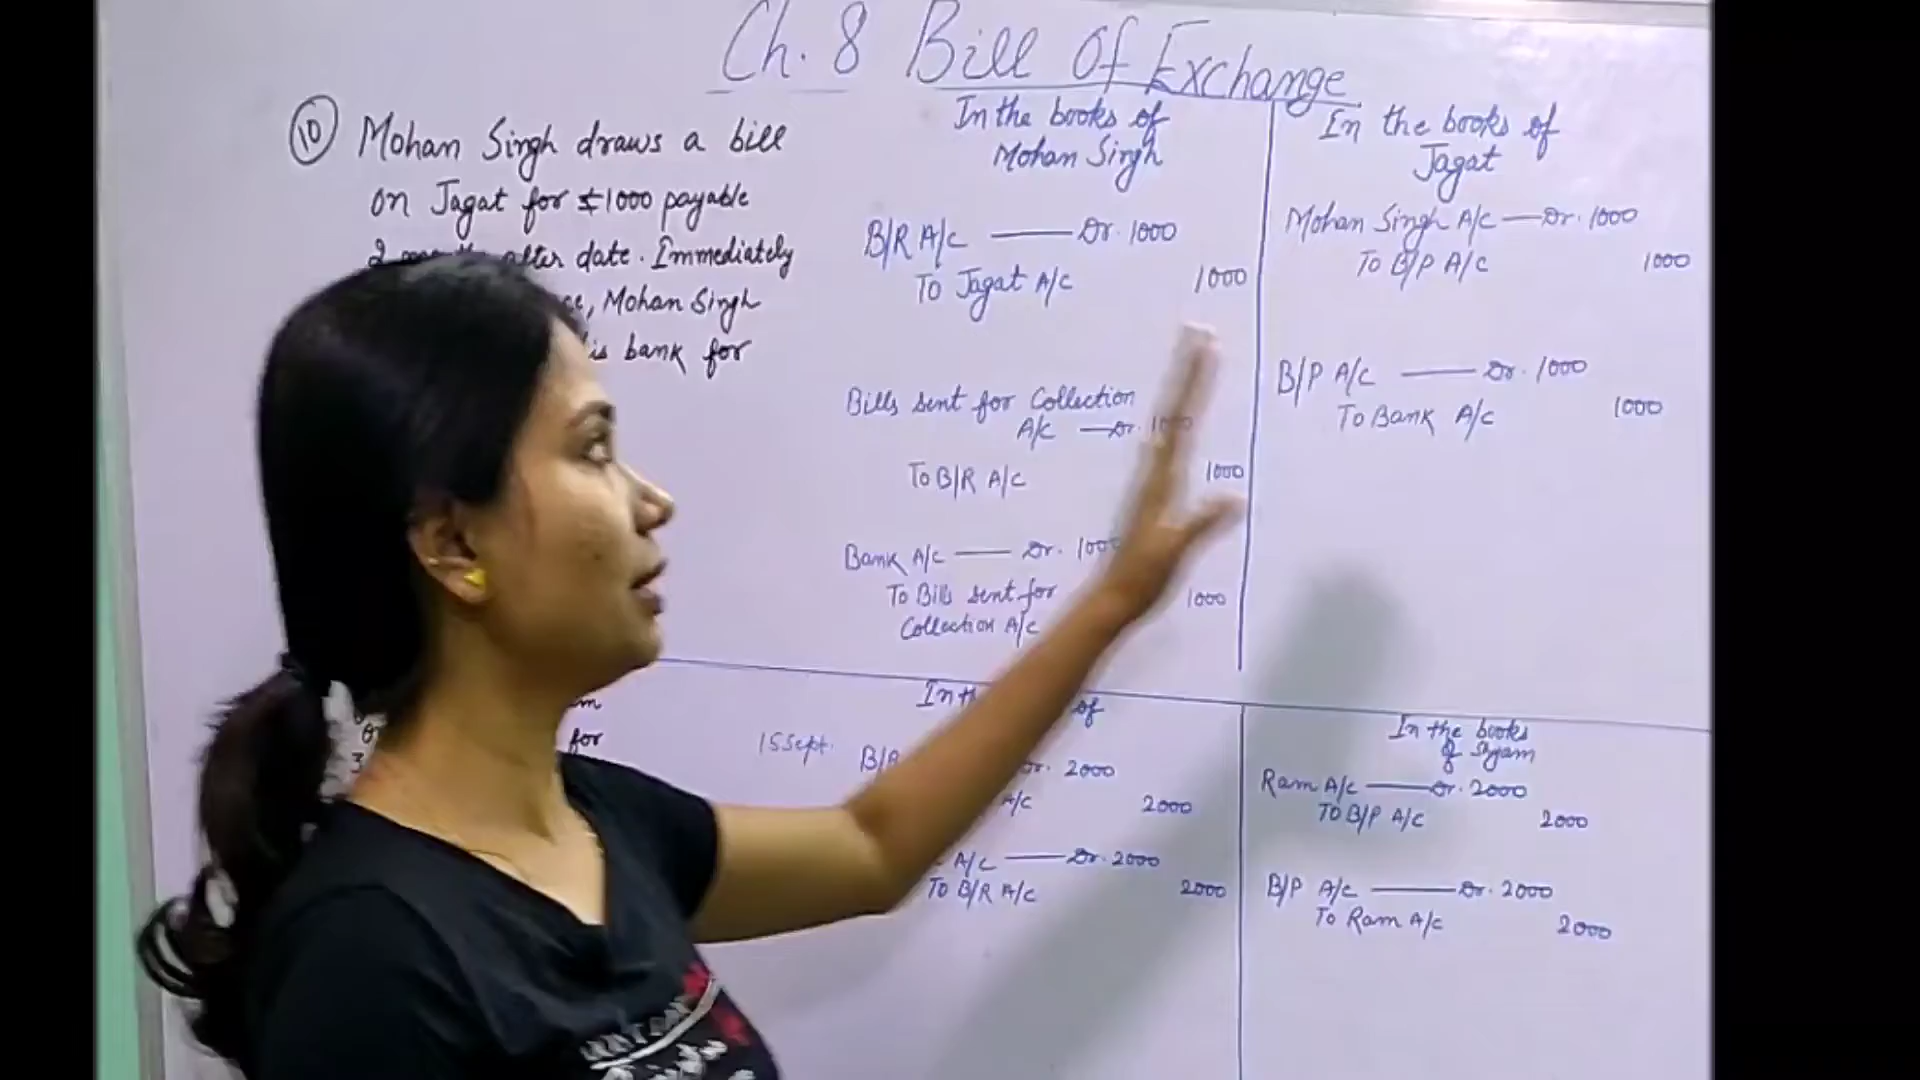 Ch. 8 Bill Of Exchange
10 Mohan Singh draws a bill
on Jagat for ₹1000 payable
2 after date. Immediately
Mohan Singh
bank for
In the books of
Mohan Singh
B/R A/c —— Dr. 1000
To Jagat A/c 1000
Bills sent for Collection
A/c — Dr. 1000
To B/R A/c 1000
Bank A/c —— Dr. 1000
To Bills sent for 1000
Collection A/c
In the books of
Jagat
Mohan Singh A/c — Dr. 1000
To B/P A/c 1000
B/P A/c —— Dr. 1000
To Bank A/c 1000
for
3
In of
15 Sept. Dr. 2000
A/c 2000
A/c —— Dr. 2000
To B/R A/c 2000
In the books
of Shyam
Ram A/c —— Dr. 2000
To B/P A/c 2000
B/P A/c —— Dr. 2000
To Ram A/c 2000